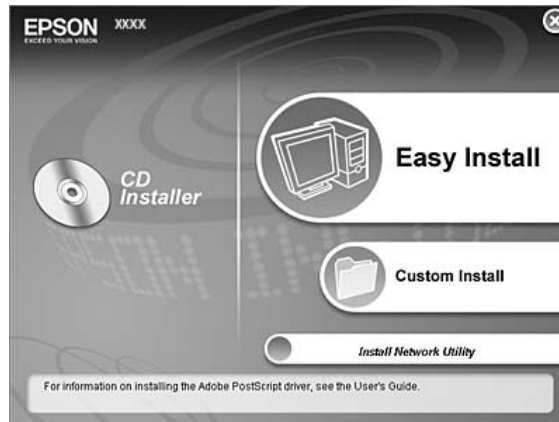 EPSON XXXX
EXCEED YOUR VISION
Easy Install
CD
Installer
Custom Install
Install Network Utility
For information on installing the Adobe PostScript driver, see the User's Guide.